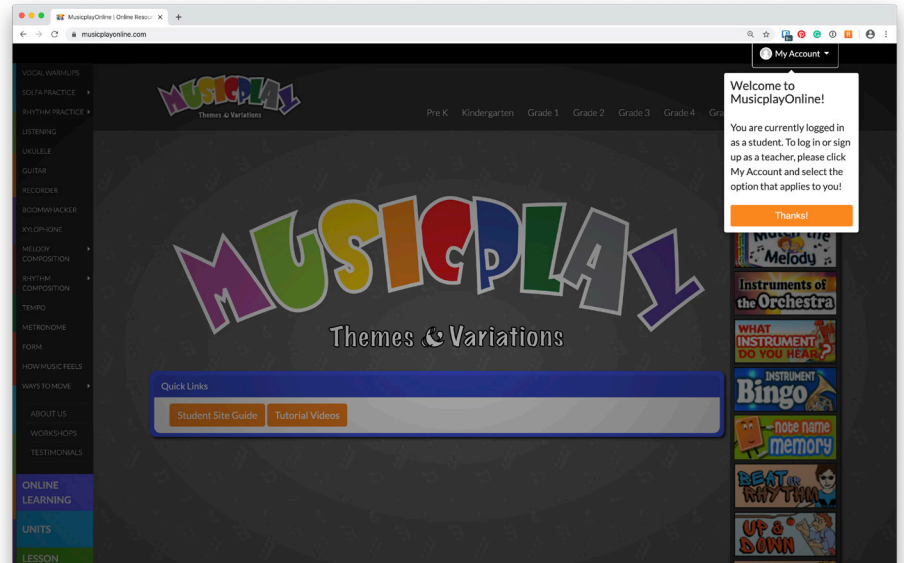 MusicplayOnline | Online Resour
musicplayonline.com
My Account
VOCAL WARMUPS
SOLFA PRACTICE
RHYTHM PRACTICE
LISTENING
UKULELE
GUITAR
RECORDER
BOOMWHACKER
XYLOPHONE
MELODY
COMPOSITION
RHYTHM
COMPOSITION
TEMPO
METRONOME
FORM
HOW MUSIC FEELS
WAYS TO MOVE
ABOUT US
WORKSHOPS
TESTIMONIALS
ONLINE
LEARNING
UNITS
LESSON
MUSICPLAY
Themes & Variations
Pre K Kindergarten Grade 1 Grade 2 Grade 3 Grade 4 Gra
Welcome to
MusicplayOnline!
You are currently logged in
as a student. To log in or sign
up as a teacher, please click
My Account and select the
option that applies to you!
Thanks!
MUSICPLAY
Themes & Variations
Quick Links
Student Site Guide Tutorial Videos
Match the
Melody
Instruments of
the Orchestra
WHAT
INSTRUMENT
DO YOU HEAR?
INSTRUMENT
Bingo
note name
memory
BEAT OR
RHYTHM
UP &
DOWN